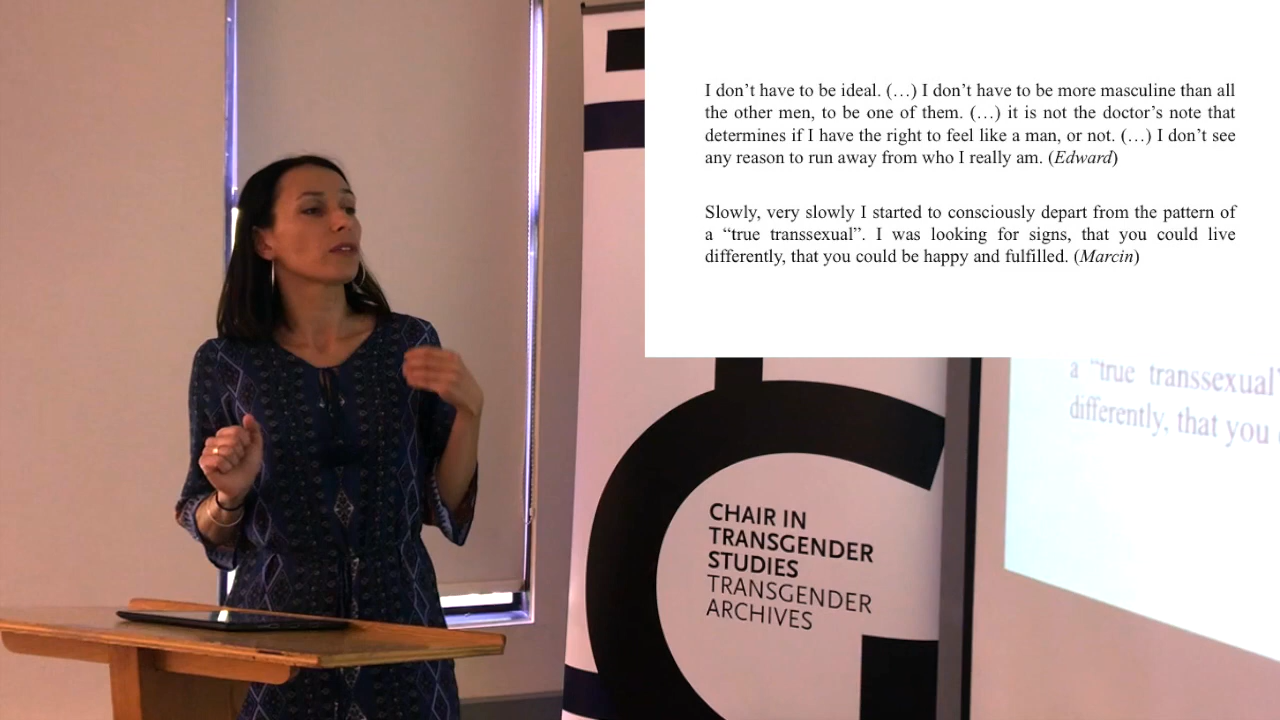 I don’t have to be ideal. (…) I don’t have to be more masculine than all
the other men, to be one of them. (…) it is not the doctor’s note that
determines if I have the right to feel like a man, or not. (…) I don’t see
any reason to run away from who I really am. (Edward)
Slowly, very slowly I started to consciously depart from the pattern of
a “true transsexual”. I was looking for signs, that you could live
differently, that you could be happy and fulfilled. (Marcin)
a “true transsexual”
differently, that you
CHAIR IN
TRANSGENDER
STUDIES
TRANSGENDER
ARCHIVES